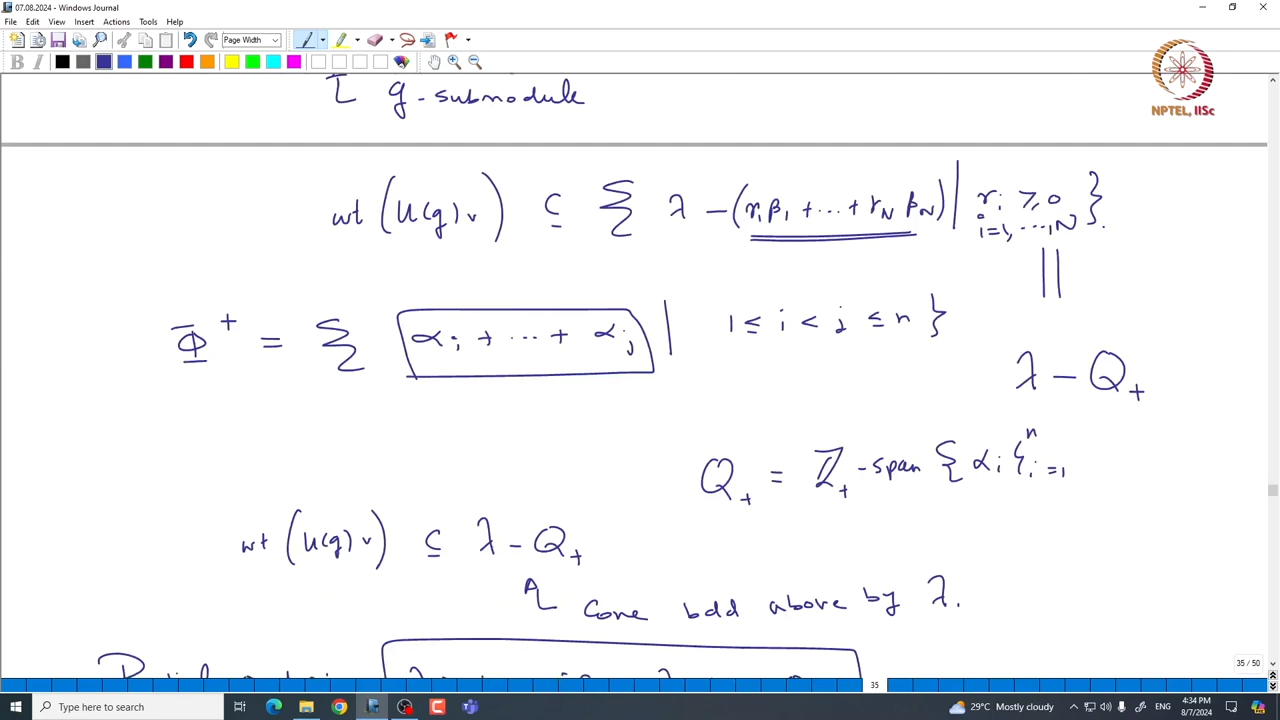 07.08.2024 - Windows Journal
File Edit View Insert Actions Tools Help
Page Width
B I
NPTEL, IISc
I g-submodule
wt (U(g)v) ⊆ { λ - (r₁β₁ + ... + r_N β_N) | rᵢ ≥ 0 i=1, ..., N }.
||
Φ⁺ = { αᵢ + ... + αⱼ | 1 ≤ i < j ≤ n }
λ - Q₊
Q₊ = ℤ₊-span { αᵢ }ⁿᵢ₌₁
wt (U(g)v) ⊆ λ - Q₊
Cone bdd above by λ.
35 / 50
35
Type here to search
29°C Mostly cloudy
4:34 PM
8/7/2024